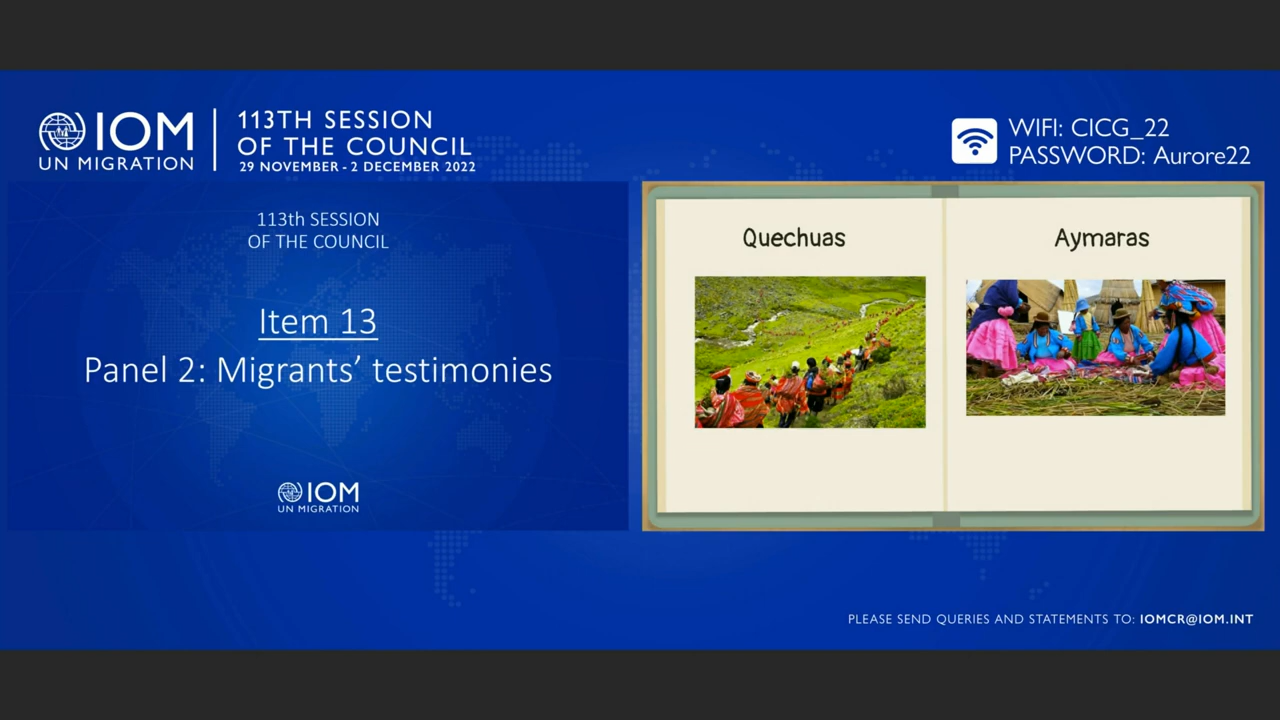 IOM
UN MIGRATION
113TH SESSION
OF THE COUNCIL
29 NOVEMBER - 2 DECEMBER 2022
WIFI: CICG_22
PASSWORD: Aurore22
113th SESSION
OF THE COUNCIL
Item 13
Panel 2: Migrants’ testimonies
IOM
UN MIGRATION
Quechuas
Aymaras
PLEASE SEND QUERIES AND STATEMENTS TO: IOMCR@IOM.INT